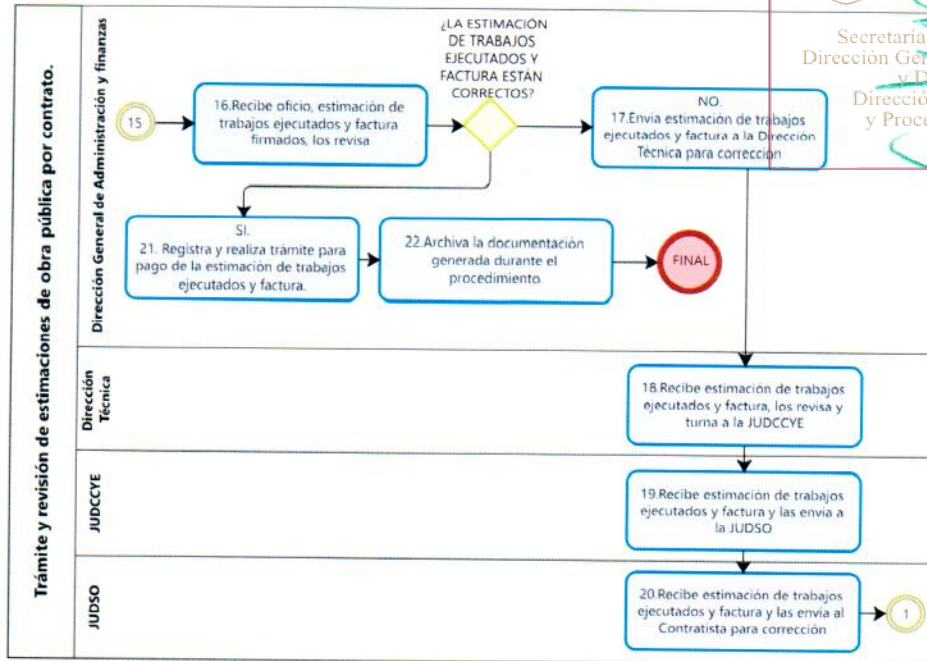 Trámite y revisión de estimaciones de obra pública por contrato.
Dirección General de Administración y finanzas
15
16.Recibe oficio, estimación de
trabajos ejecutados y factura
firmados, los revisa
¿LA ESTIMACIÓN
DE TRABAJOS
EJECUTADOS Y
FACTURA ESTÁN
CORRECTOS?
NO.
17.Envía estimación de trabajos
ejecutados y factura a la Dirección
Técnica para corrección
Secretaría
Dirección Gen
y D
Dirección
y Proce
SI.
21. Registra y realiza trámite para
pago de la estimación de trabajos
ejecutados y factura.
22.Archiva la documentación
generada durante el
procedimiento.
FINAL
Dirección
Técnica
18.Recibe estimación de trabajos
ejecutados y factura, los revisa y
turna a la JUDCCYE
JUDCCYE
19.Recibe estimación de trabajos
ejecutados y factura y las envía a
la JUDSO
JUDSO
20.Recibe estimación de trabajos
ejecutados y factura y las envía al
Contratista para corrección
1